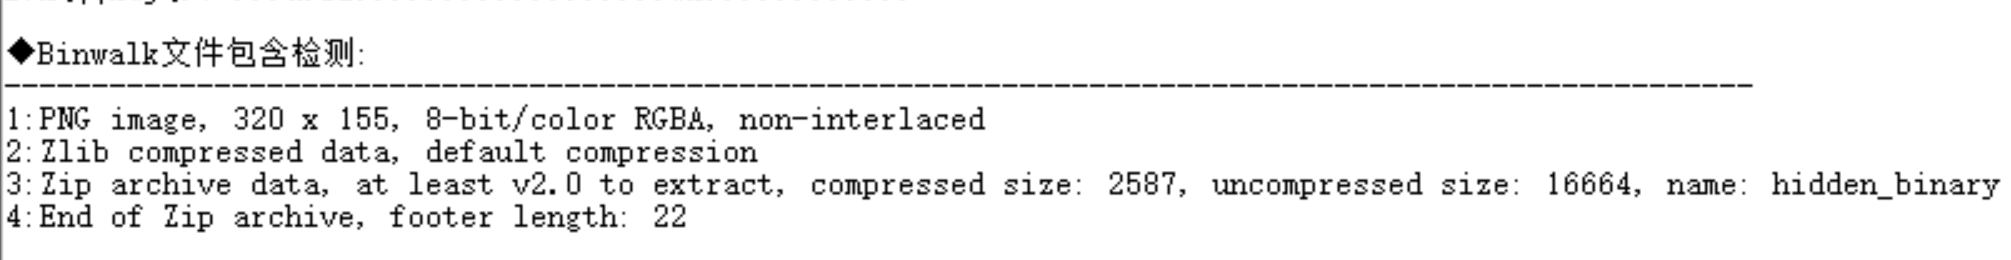 ◆Binwalk文件包含检测:
--------------------------------------------------------------------------------------------------
1:PNG image, 320 x 155, 8-bit/color RGBA, non-interlaced
2:Zlib compressed data, default compression
3:Zip archive data, at least v2.0 to extract, compressed size: 2587, uncompressed size: 16664, name: hidden_binary
4:End of Zip archive, footer length: 22